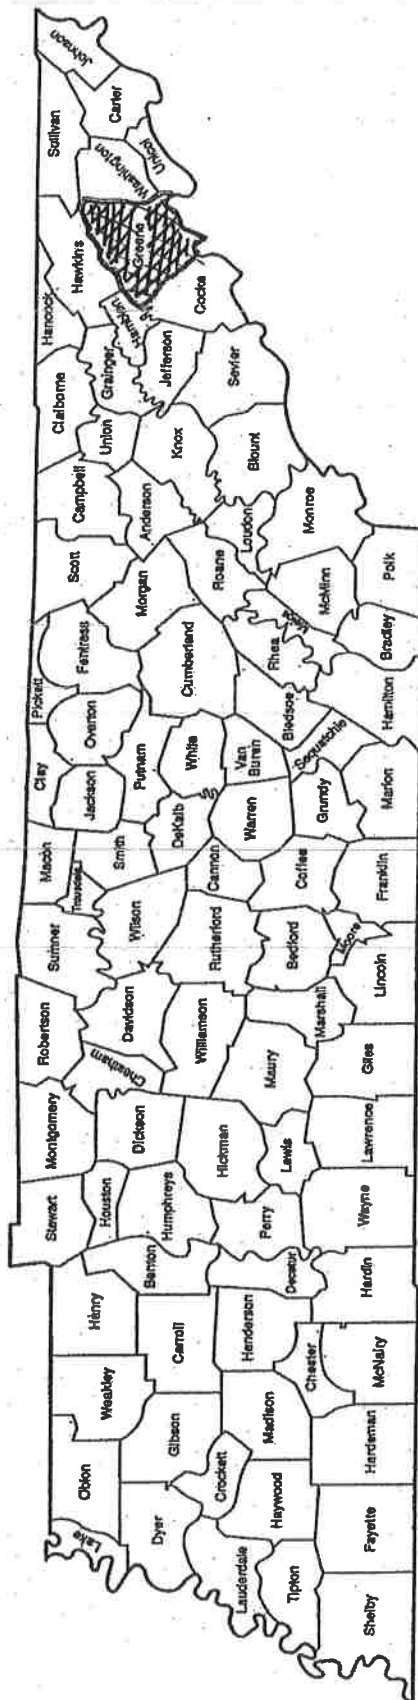 Johnson
Sullivan
Carter
Washington
Unicoi
Greene
Hawkins
Hancock
Hamblen
Cocke
Claiborne
Grainger
Jefferson
Sevier
Union
Knox
Campbell
Anderson
Blount
Scott
Morgan
Roane
Loudon
Monroe
McMinn
Polk
Pickett
Fentress
Cumberland
Rhea
Meigs
Bradley
Clay
Overton
Putnam
White
Van
Buren
Bledsoe
Sequatchie
Hamilton
Macon
Jackson
Smith
DeKalb
Warren
Grundy
Marion
Trousdale
Cannon
Coffee
Franklin
Sumner
Wilson
Rutherford
Bedford
Moore
Lincoln
Robertson
Davidson
Cheatham
Williamson
Marshall
Maury
Giles
Montgomery
Dickson
Hickman
Lewis
Lawrence
Stewart
Houston
Humphreys
Perry
Wayne
Henry
Benton
Decatur
Hardin
Weakley
Carroll
Henderson
Chester
McNairy
Obion
Gibson
Madison
Hardeman
Lake
Dyer
Crockett
Haywood
Fayette
Lauderdale
Tipton
Shelby